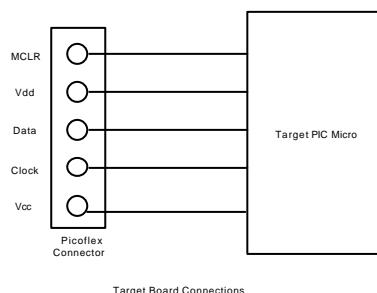 MCLR
Vdd
Data
Clock
Vcc
Target PIC Micro
Picoflex
Connector
Target Board Connections